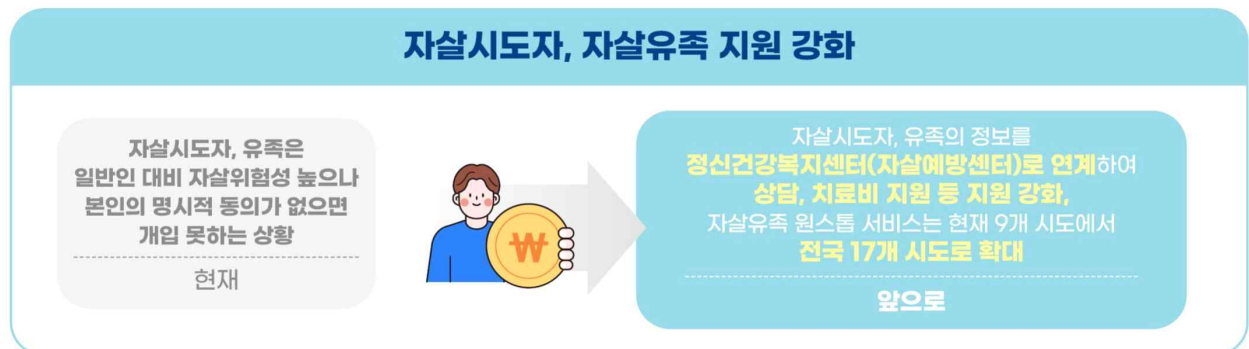 자살시도자, 자살유족 지원 강화
자살시도자, 유족은
일반인 대비 자살위험성 높으나
본인의 명시적 동의가 없으면
개입 못하는 상황
현재
₩
자살시도자, 유족의 정보를
정신건강복지센터(자살예방센터)로 연계하여
상담, 치료비 지원 등 지원 강화,
자살유족 원스톱 서비스는 현재 9개 시도에서
전국 17개 시도로 확대
앞으로